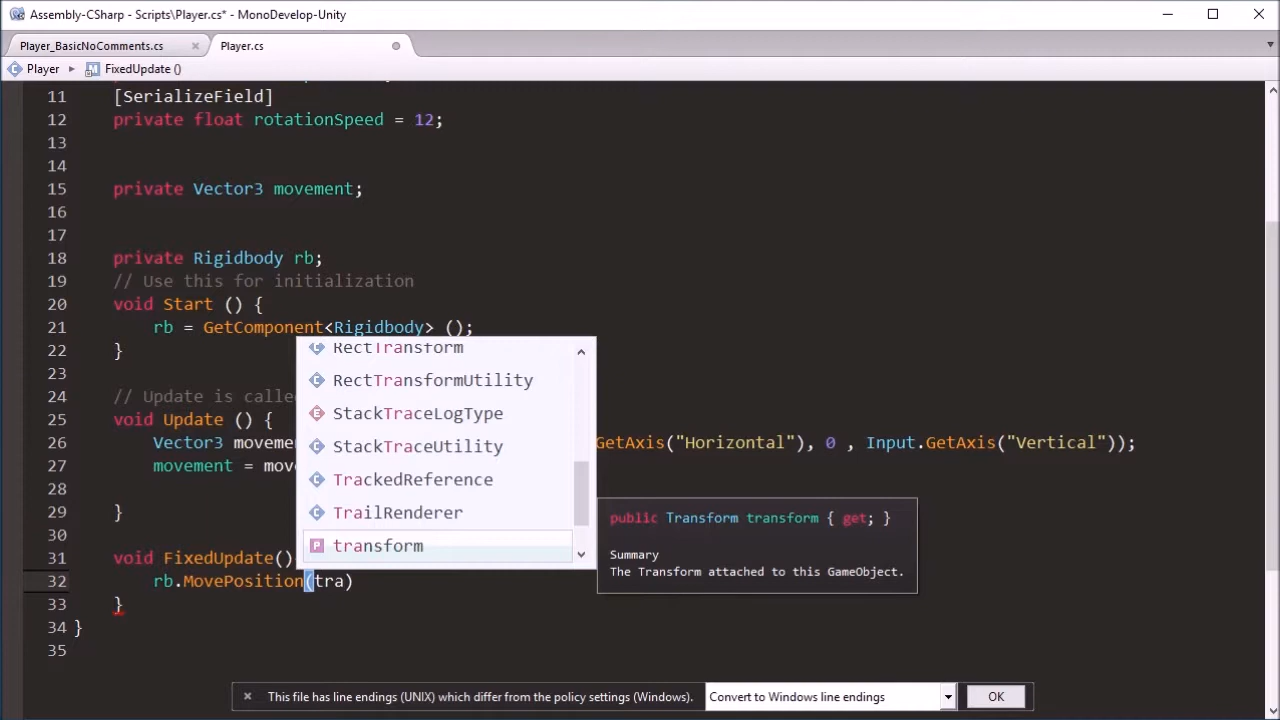 Assembly-CSharp - Scripts\Player.cs* - MonoDevelop-Unity
Player_BasicNoComments.cs
Player.cs
Player
FixedUpdate ()
11 [SerializeField]
12 private float rotationSpeed = 12;
13
14
15 private Vector3 movement;
16
17
18 private Rigidbody rb;
19 // Use this for initialization
20 void Start () {
21 rb = GetComponent<Rigidbody> ();
22 }
23
24 // Update is calle
25 void Update () {
26 Vector3 movemen GetAxis("Horizontal"), 0 , Input.GetAxis("Vertical"));
27 movement = mov
28
29 }
30
31 void FixedUpdate()
32 rb.MovePosition(tra)
33 }
34 }
35
RectTransform
RectTransformUtility
StackTraceLogType
StackTraceUtility
TrackedReference
TrailRenderer
transform
public Transform transform { get; }
Summary
The Transform attached to this GameObject.
This file has line endings (UNIX) which differ from the policy settings (Windows).
Convert to Windows line endings
OK